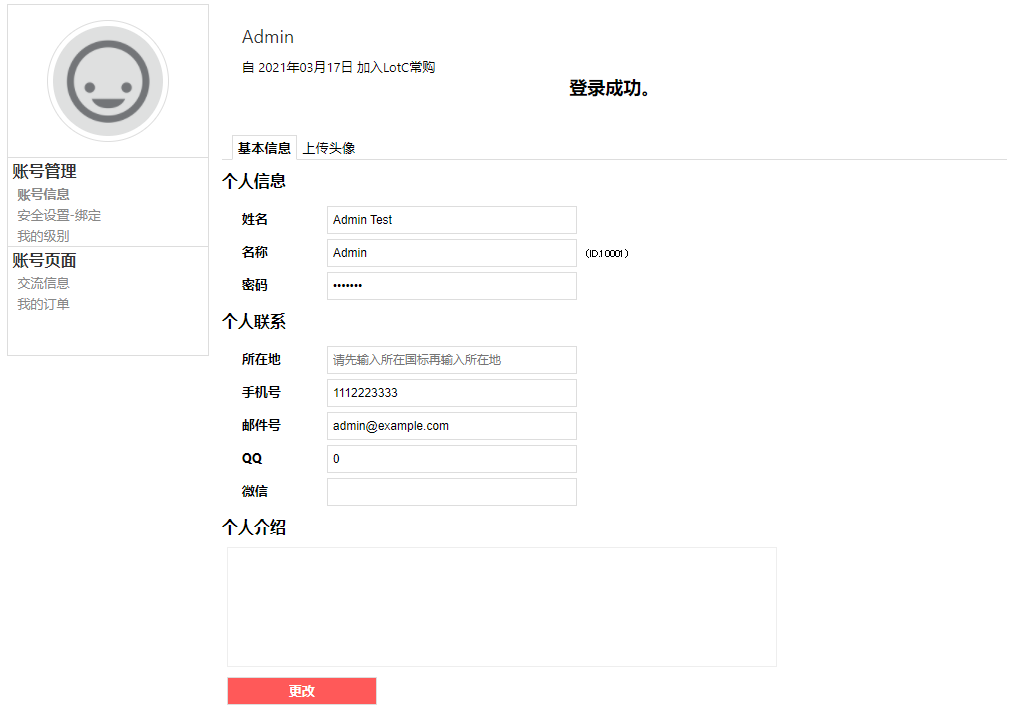 Admin
自 2021年03月17日 加入LotC常购
登录成功。
账号管理
账号信息
安全设置-绑定
我的级别
账号页面
交流信息
我的订单
基本信息 上传头像
个人信息
姓名 Admin Test
名称 Admin (ID:10001)
密码 •••••••
个人联系
所在地 请先输入所在国标再输入所在地
手机号 1112223333
邮件号 admin@example.com
QQ 0
微信
个人介绍
更改